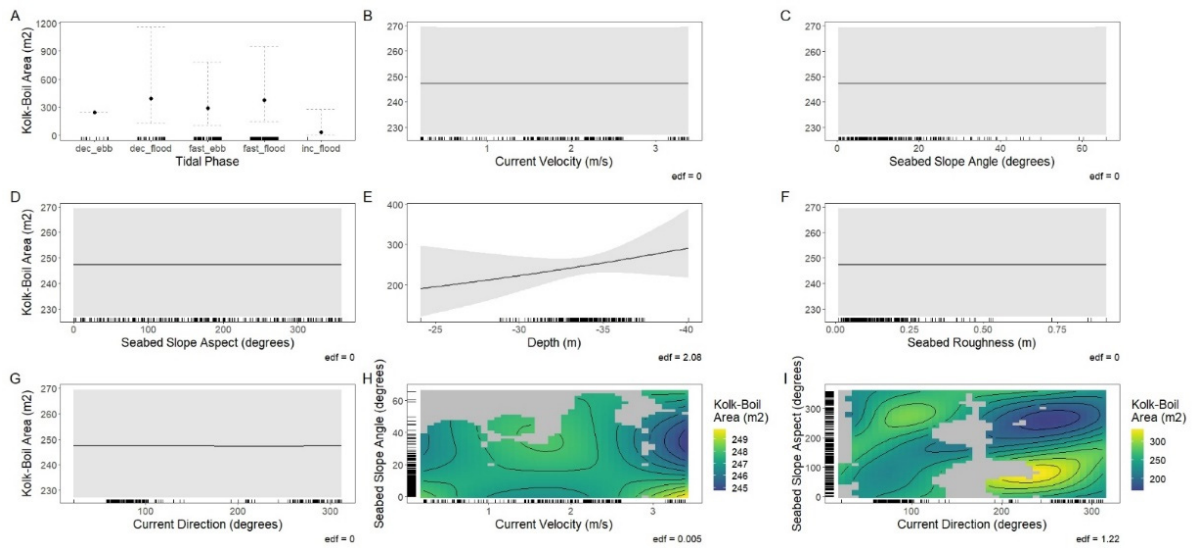 A
Kolk-Boil Area (m2)
1200
900
600
300
0
dec_ebb dec_flood fast_ebb fast_flood inc_flood
Tidal Phase
B
270
260
250
240
230
1 2 3
Current Velocity (m/s)
edf = 0
C
270
260
250
240
230
0 20 40 60
Seabed Slope Angle (degrees)
edf = 0
D
Kolk-Boil Area (m2)
270
260
250
240
230
0 100 200 300
Seabed Slope Aspect (degrees)
edf = 0
E
400
300
200
-25 -30 -35 -40
Depth (m)
edf = 2.08
F
270
260
250
240
230
0.00 0.25 0.50 0.75
Seabed Roughness (m)
edf = 0
G
Kolk-Boil Area (m2)
270
260
250
240
230
100 200 300
Current Direction (degrees)
edf = 0
H
Seabed Slope Angle (degrees)
60
40
20
0
1 2 3
Current Velocity (m/s)
Kolk-Boil
Area (m2)
249
248
247
246
245
edf = 0.005
I
Seabed Slope Aspect (degrees)
300
200
100
0
100 200 300
Current Direction (degrees)
Kolk-Boil
Area (m2)
300
250
200
edf = 1.22